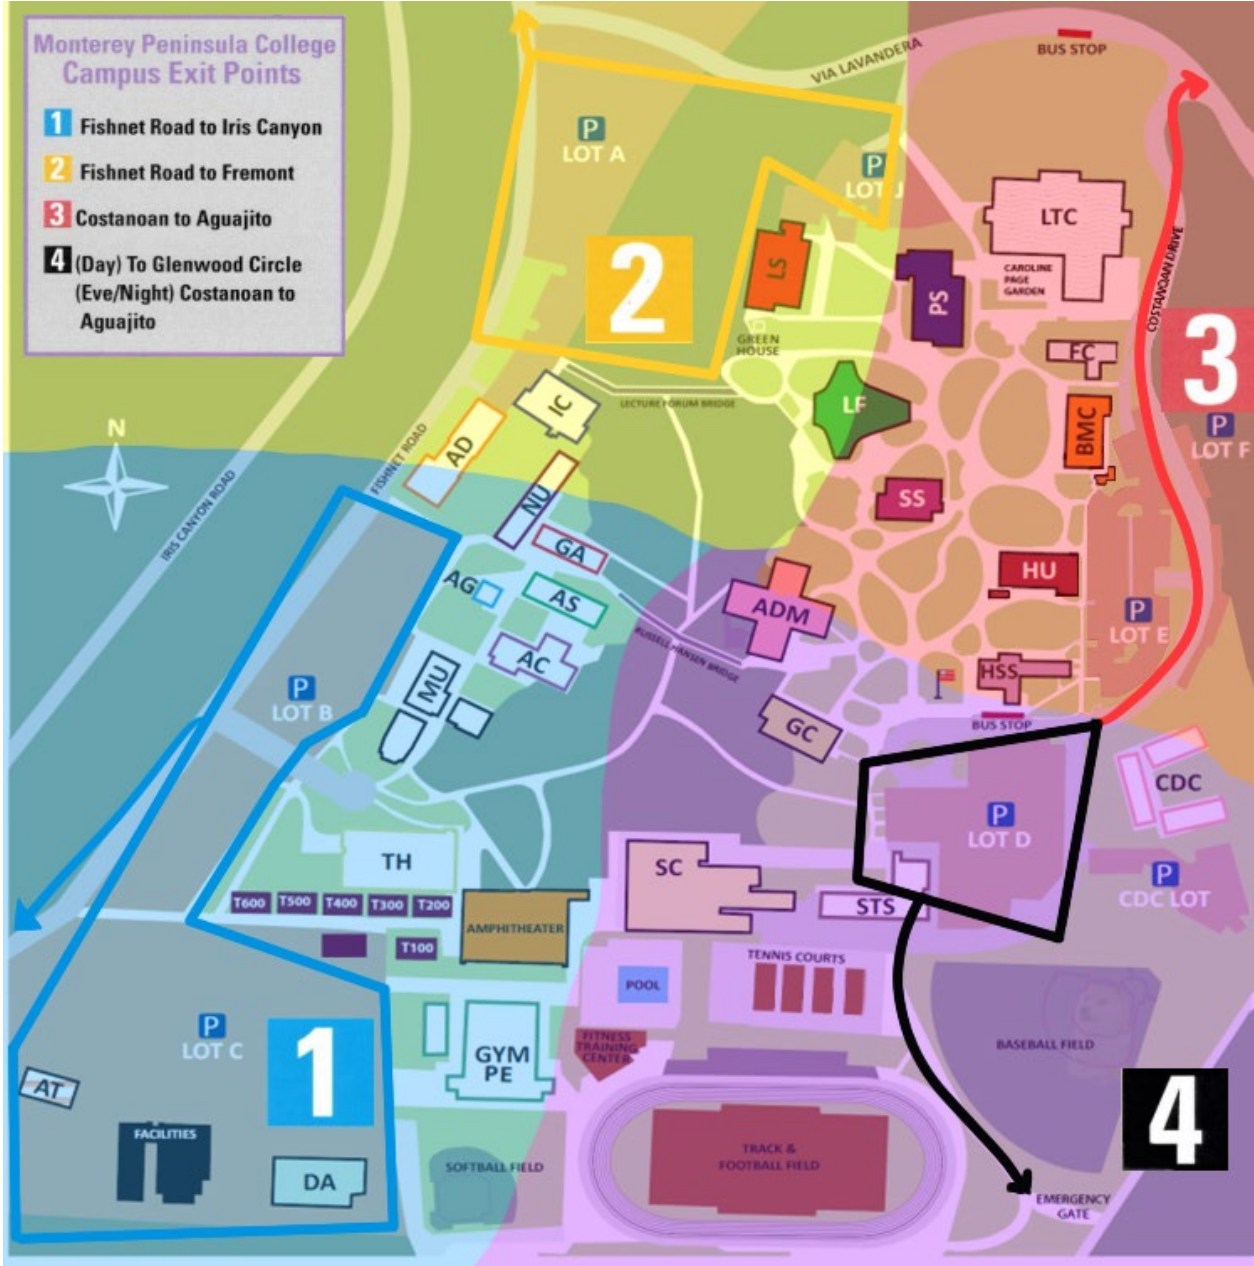 Monterey Peninsula College
Campus Exit Points
1 Fishnet Road to Iris Canyon
2 Fishnet Road to Fremont
3 Costanoan to Aguajito
4 (Day) To Glenwood Circle
(Eve/Night) Costanoan to
Aguajito
BUS STOP
VIA LAVANDERA
P
LOT A
P
LOT J
LTC
CAROLINE
PAGE
GARDEN
COSTANOAN DRIVE
LS
PS
2
3
GREEN
HOUSE
FC
LECTURE FORUM BRIDGE
IC
LF
BMC
P
LOT F
N
AD
FISHNET ROAD
IRIS CANYON ROAD
NU
SS
GA
HU
AG
AS
ADM
P
LOT E
RUSSELL HANSEN BRIDGE
AC
MU
HSS
P
LOT B
GC
BUS STOP
CDC
P
LOT D
TH
SC
P
CDC LOT
T600
T500
T400
T300
T200
STS
AMPHITHEATER
T100
TENNIS COURTS
POOL
P
LOT C
1
GYM
PE
FITNESS
TRAINING
CENTER
BASEBALL FIELD
AT
4
FACILITIES
TRACK &
FOOTBALL FIELD
SOFTBALL FIELD
DA
EMERGENCY
GATE